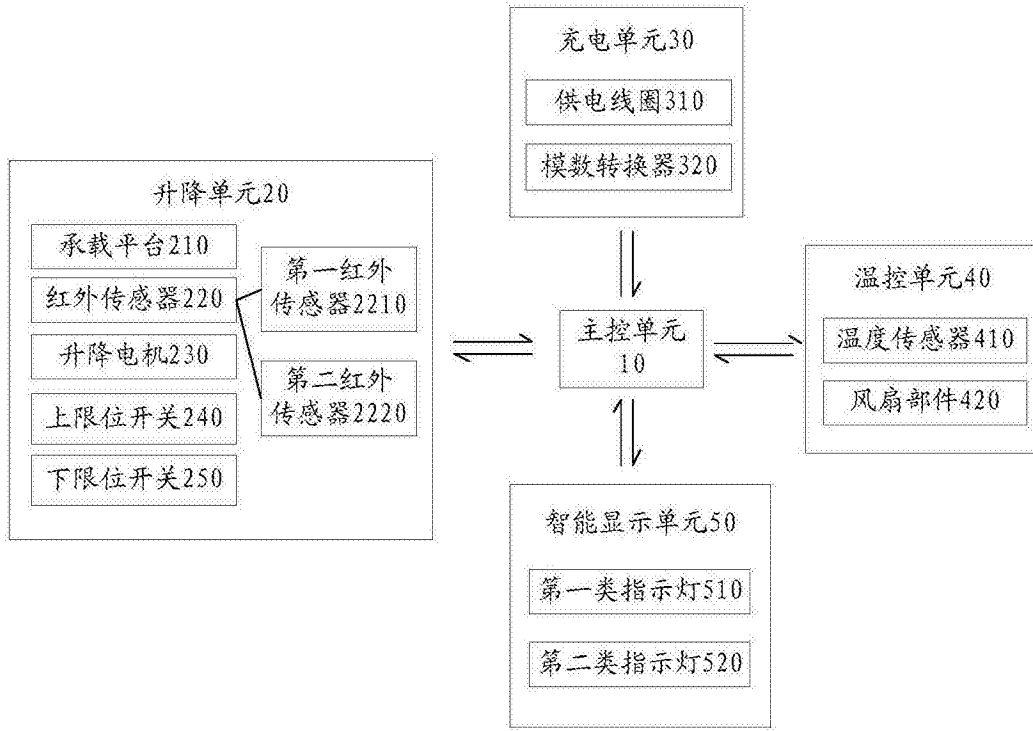 充电单元30
供电线圈310
模数转换器320
升降单元20
承载平台210
红外传感器220
升降电机230
上限位开关240
下限位开关250
第一红外
传感器2210
第二红外
传感器2220
主控单元
10
温控单元40
温度传感器410
风扇部件420
智能显示单元50
第一类指示灯510
第二类指示灯520